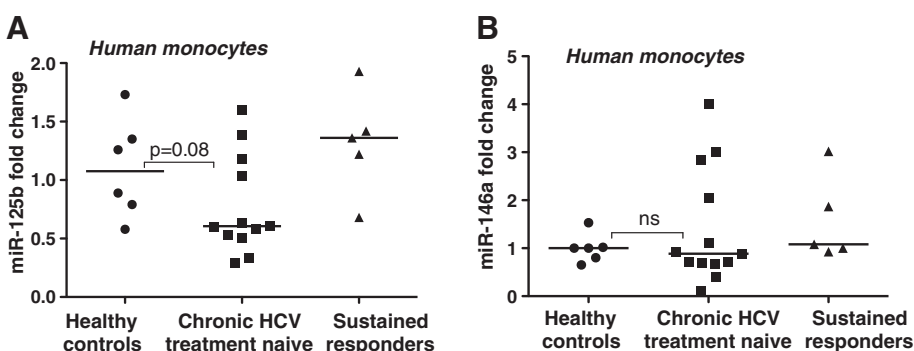 A
Human monocytes
miR-125b fold change
2.0
1.5
1.0
0.5
0.0
p=0.08
Healthy controls
Chronic HCV treatment naive
Sustained responders
B
Human monocytes
miR-146a fold change
5
4
3
2
1
0
ns
Healthy controls
Chronic HCV treatment naive
Sustained responders